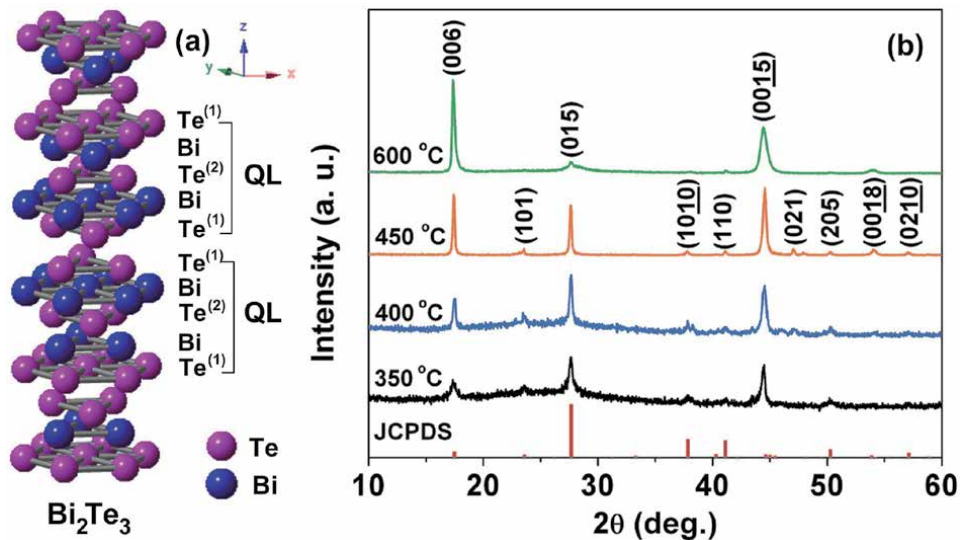 (a)
z
y
x
Te(1)
Bi
Te(2)
Bi
Te(1)
QL
Te(1)
Bi
Te(2)
Bi
Te(1)
QL
Te
Bi
Bi2Te3
(b)
Intensity (a. u.)
(006)
(015)
(0015)
600 °C
(101)
(1010)
(110)
(021)
(205)
(0018)
(0210)
450 °C
400 °C
350 °C
JCPDS
10 20 30 40 50 60
2θ (deg.)